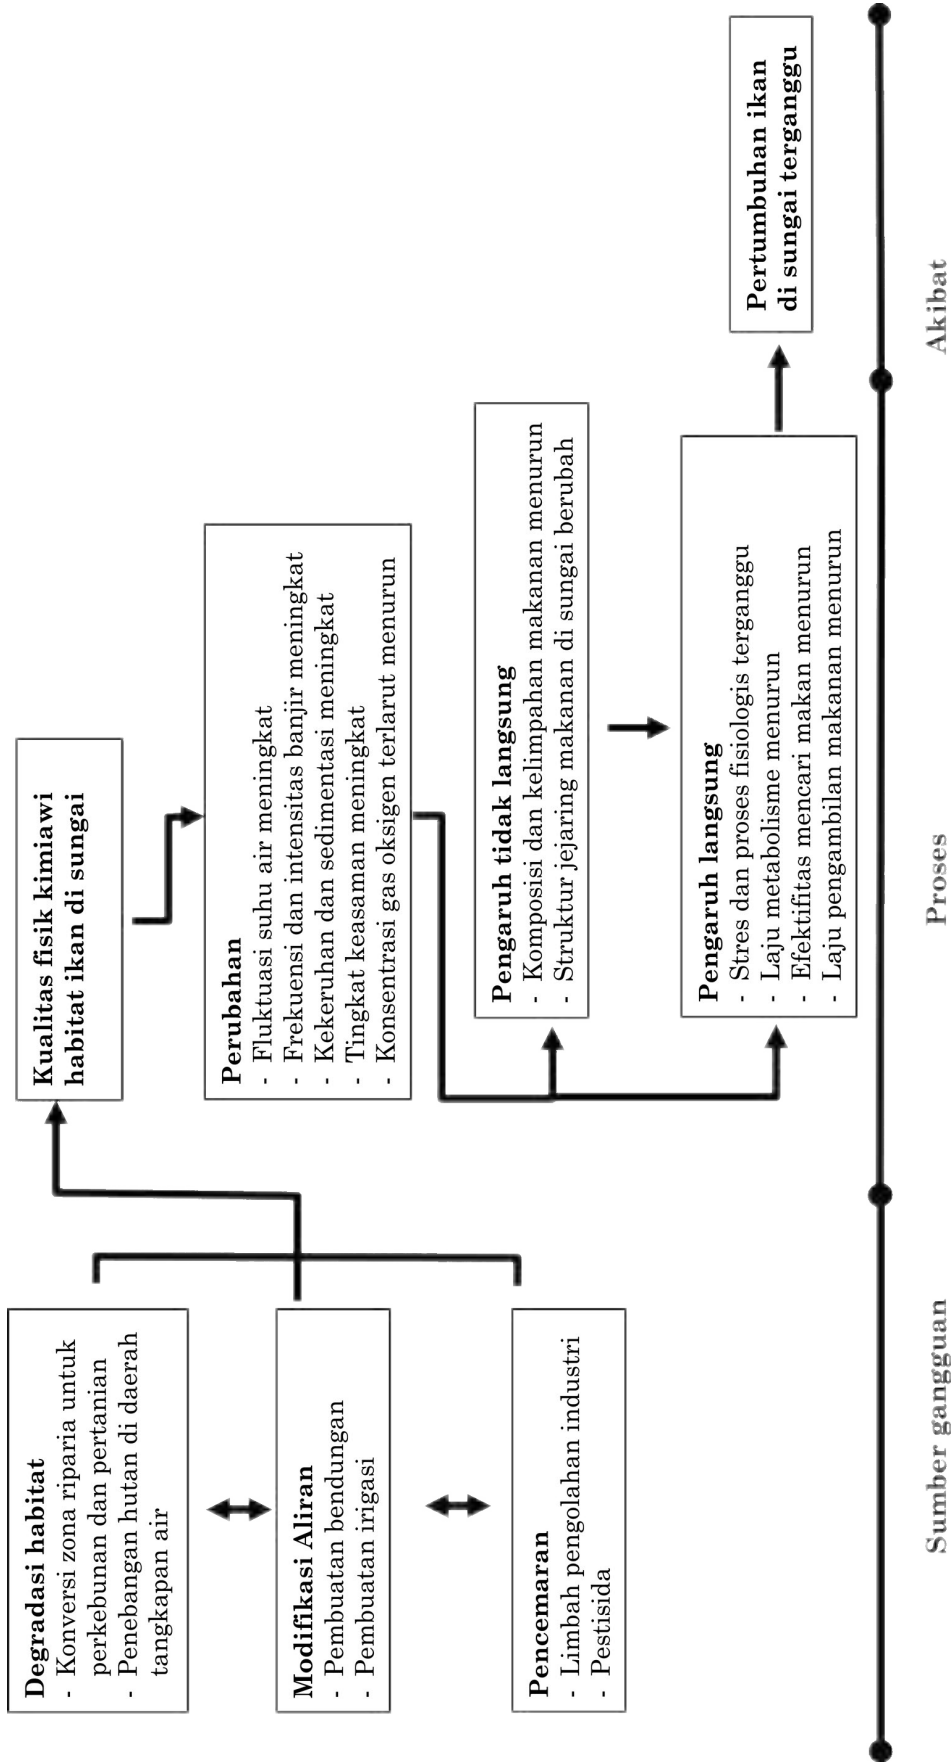 Degradasi habitat
- Konversi zona riparia untuk
perkebunan dan pertanian
- Penebangan hutan di daerah
tangkapan air
Modifikasi Aliran
- Pembuatan bendungan
- Pembuatan irigasi
Pencemaran
- Limbah pengolahan industri
- Pestisida
Kualitas fisik kimiawi
habitat ikan di sungai
Perubahan
- Fluktuasi suhu air meningkat
- Frekuensi dan intensitas banjir meningkat
- Kekeruhan dan sedimentasi meningkat
- Tingkat keasaman meningkat
- Konsentrasi gas oksigen terlarut menurun
Pengaruh tidak langsung
- Komposisi dan kelimpahan makanan menurun
- Struktur jejaring makanan di sungai berubah
Pengaruh langsung
- Stres dan proses fisiologis terganggu
- Laju metabolisme menurun
- Efektifitas mencari makan menurun
- Laju pengambilan makanan menurun
Pertumbuhan ikan
di sungai terganggu
Sumber gangguan
Proses
Akibat